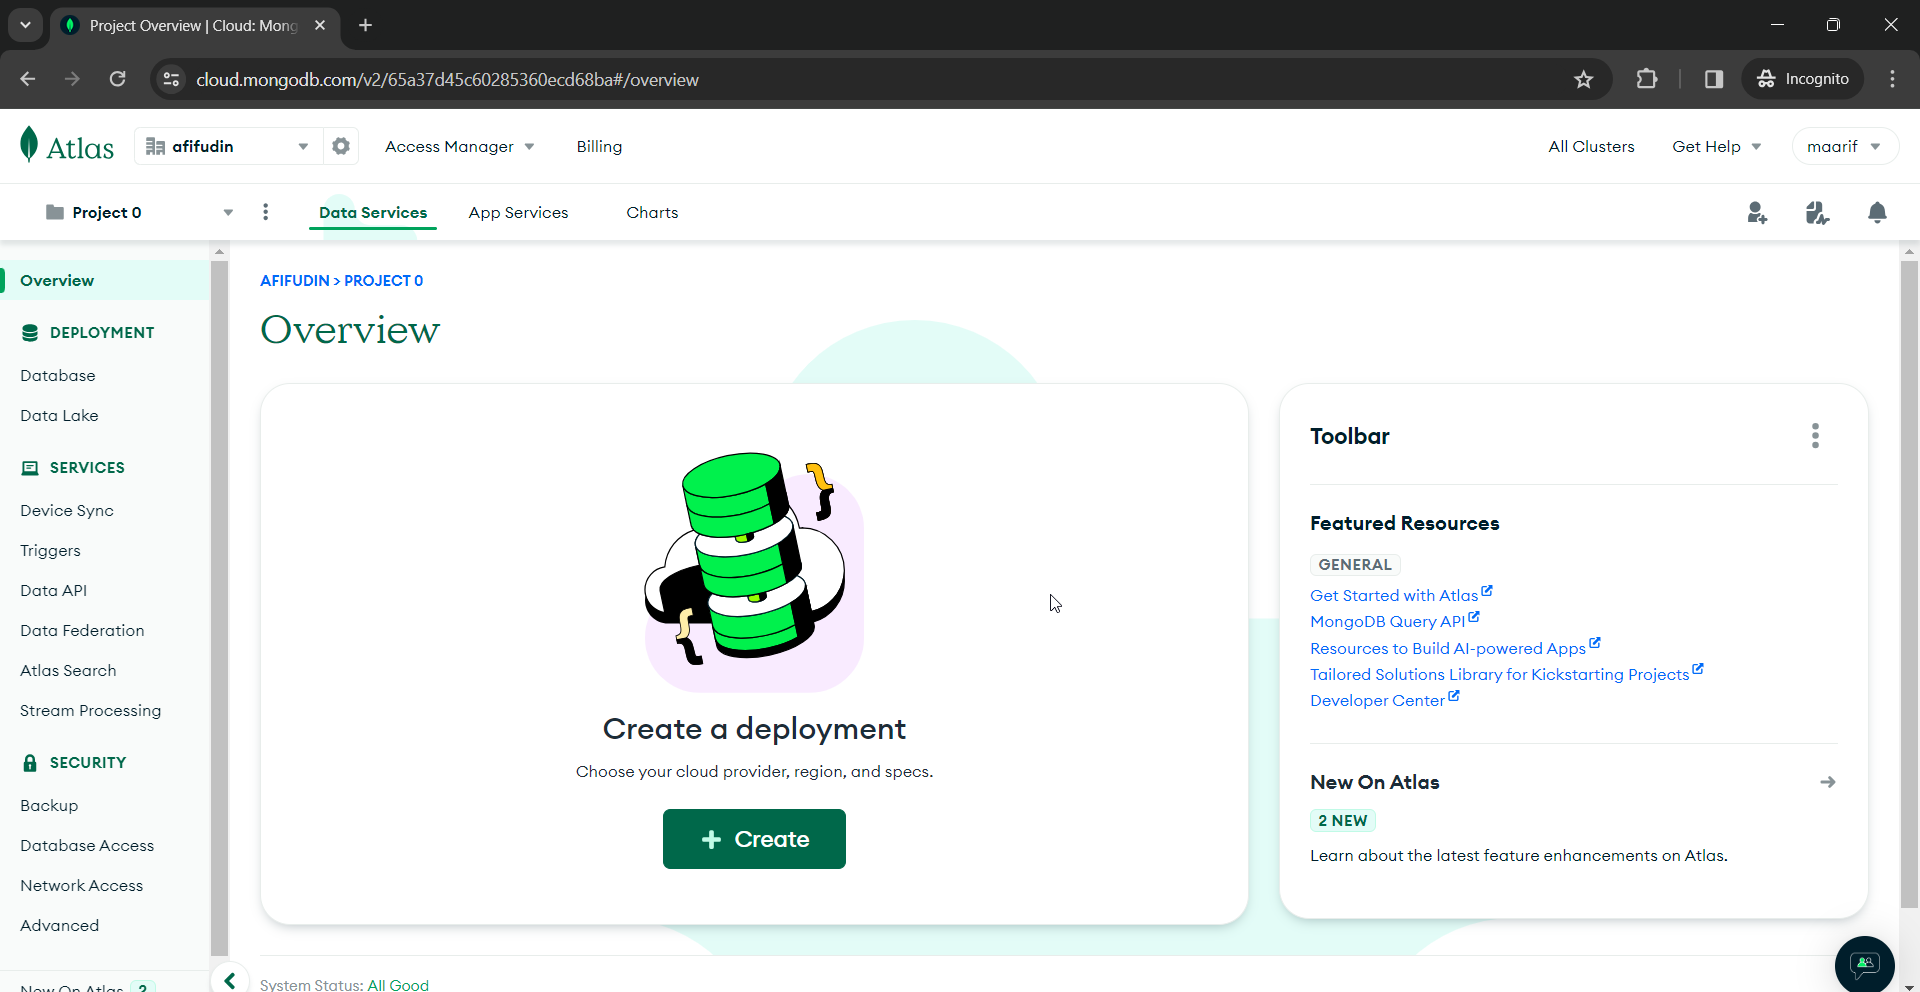 Project Overview | Cloud: Mong
cloud.mongodb.com/v2/65a37d45c60285360ecd68ba#/overview
Incognito
Atlas
afifudin
Access Manager
Billing
All Clusters
Get Help
maarif
Project 0
Data Services
App Services
Charts
Overview
DEPLOYMENT
Database
Data Lake
SERVICES
Device Sync
Triggers
Data API
Data Federation
Atlas Search
Stream Processing
SECURITY
Backup
Database Access
Network Access
Advanced
New On Atlas 2
AFIFUDIN > PROJECT 0
Overview
Create a deployment
Choose your cloud provider, region, and specs.
+ Create
System Status: All Good
Toolbar
Featured Resources
GENERAL
Get Started with Atlas
MongoDB Query API
Resources to Build AI-powered Apps
Tailored Solutions Library for Kickstarting Projects
Developer Center
New On Atlas
2 NEW
Learn about the latest feature enhancements on Atlas.